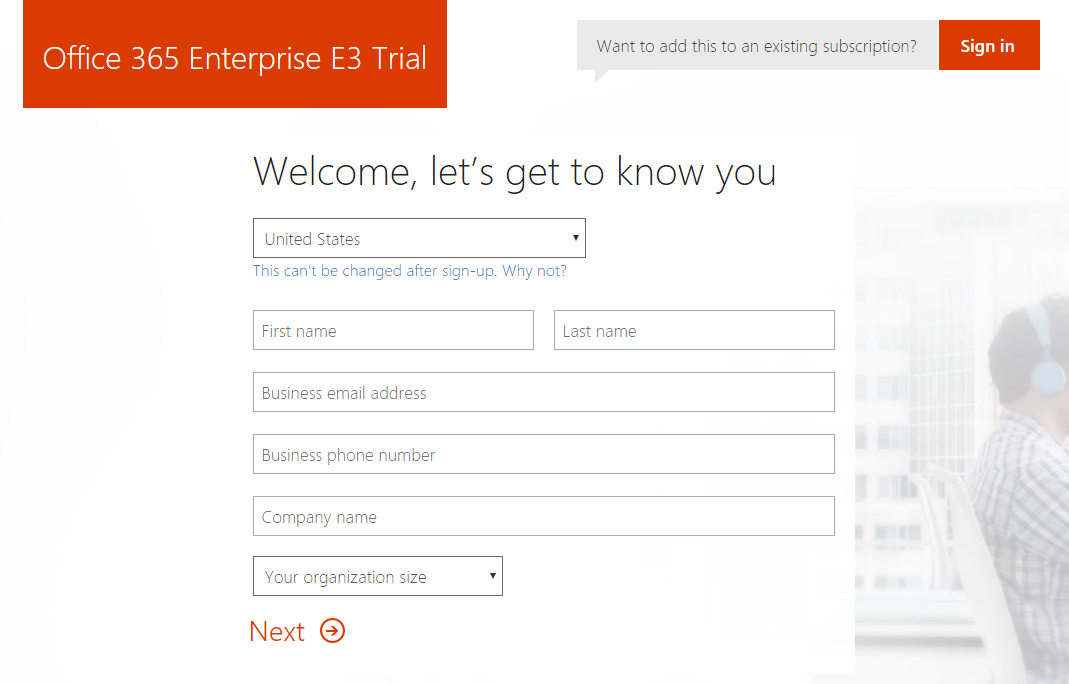 Office 365 Enterprise E3 Trial
Want to add this to an existing subscription?
Sign in
Welcome, let’s get to know you
United States
This can’t be changed after sign-up. Why not?
First name
Last name
Business email address
Business phone number
Company name
Your organization size
Next